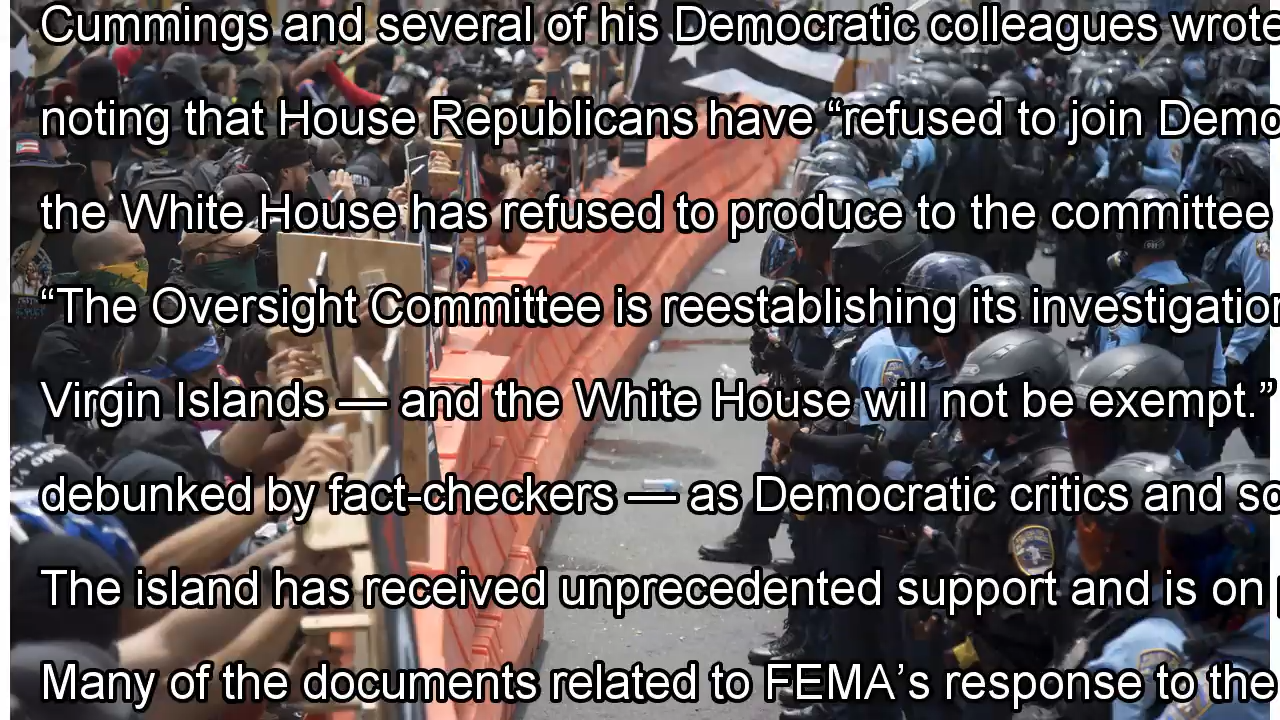 Cummings and several of his Democratic colleagues wrote
noting that House Republicans have “refused to join Demo
the White House has refused to produce to the committee
“The Oversight Committee is reestablishing its investigation
Virgin Islands — and the White House will not be exempt.”
debunked by fact-checkers — as Democratic critics and so
The island has received unprecedented support and is on
Many of the documents related to FEMA’s response to the